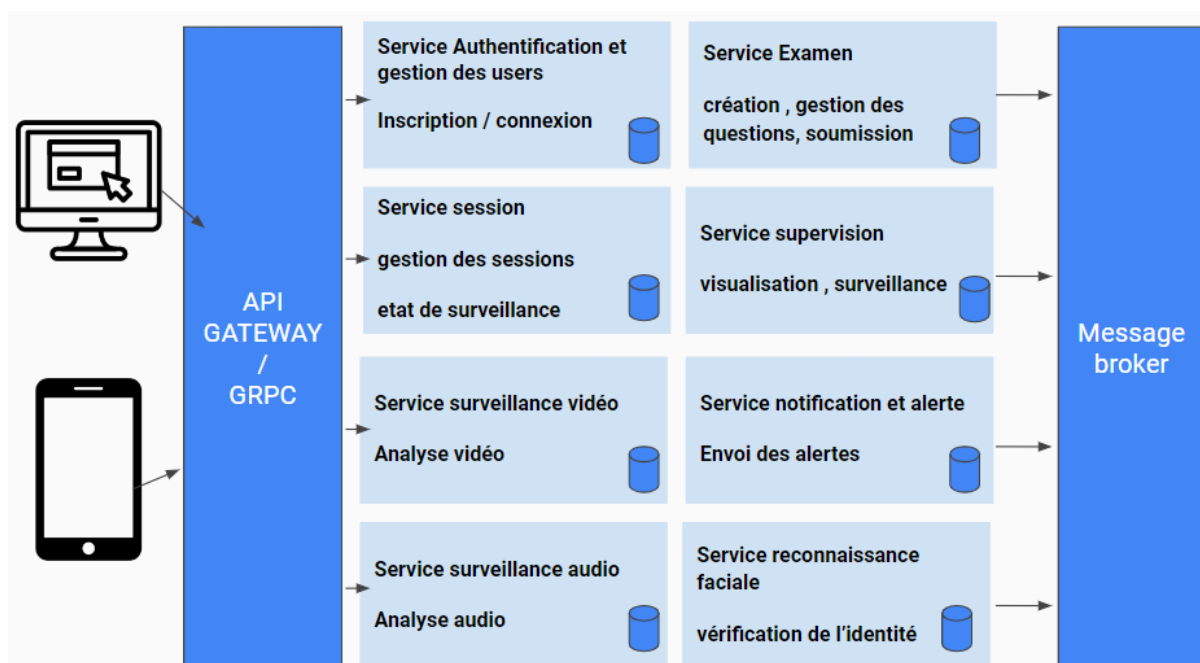 API
GATEWAY
/
GRPC
Service Authentification et
gestion des users
Inscription / connexion
Service Examen
création , gestion des
questions, soumission
Service session
gestion des sessions
etat de surveillance
Service supervision
visualisation , surveillance
Service surveillance vidéo
Analyse vidéo
Service notification et alerte
Envoi des alertes
Service surveillance audio
Analyse audio
Service reconnaissance
faciale
vérification de l'identité
Message
broker